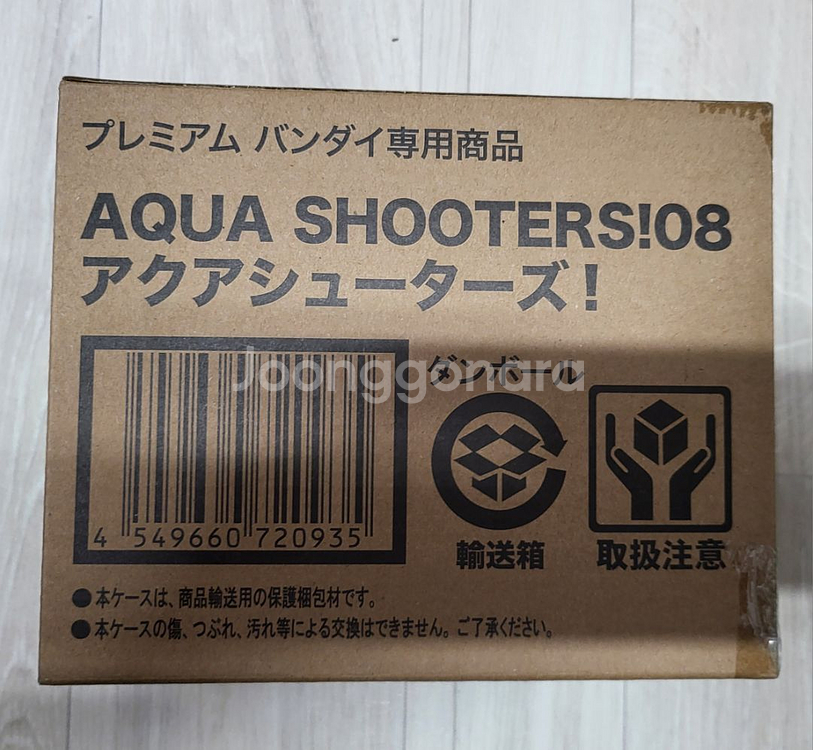 プレミアム バンダイ専用商品
AQUA SHOOTERS!08
アクアシューターズ!
Joonggonara
ダンボール
4 549660 720935
輸送箱
取扱注意
●本ケースは、商品輸送用の保護梱包材です。
●本ケースの傷、つぶれ、汚れ等による交換はできません。ご了承ください。